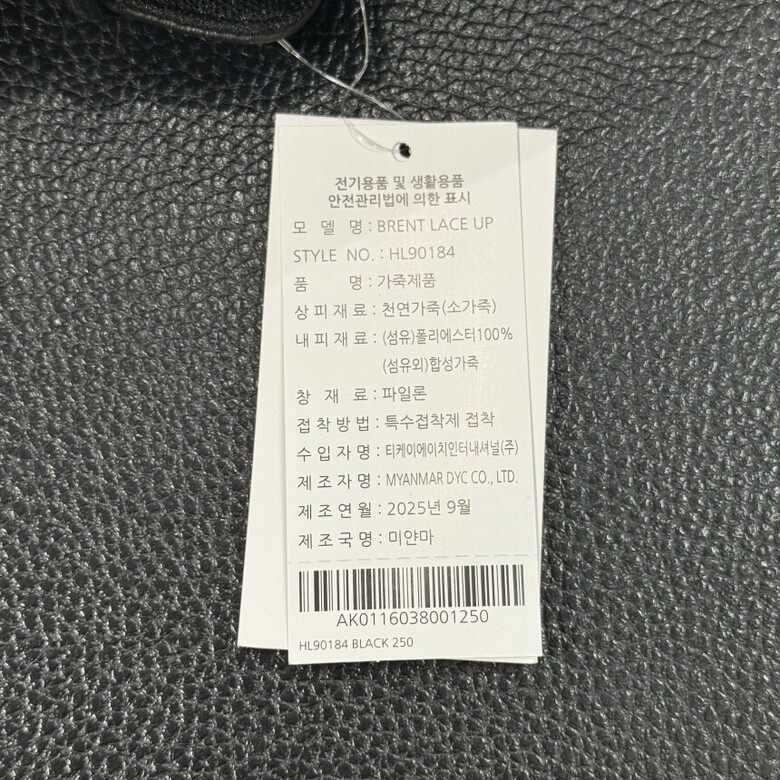 전기용품 및 생활용품
안전관리법에 의한 표시
모 델 명 : BRENT LACE UP
STYLE NO. : HL90184
품 명 : 가죽제품
상 피 재 료 : 천연가죽(소가죽)
내 피 재 료 : (섬유)폴리에스터100%
(섬유외)합성가죽
창 재 료 : 파일론
접 착 방 법 : 특수접착제 접착
수 입 자 명 : 티케이에이치인터내셔널(주)
제 조 자 명 : MYANMAR DYC CO., LTD.
제 조 연 월 : 2025년 9월
제 조 국 명 : 미얀마
AK0116038001250
HL90184 BLACK 250